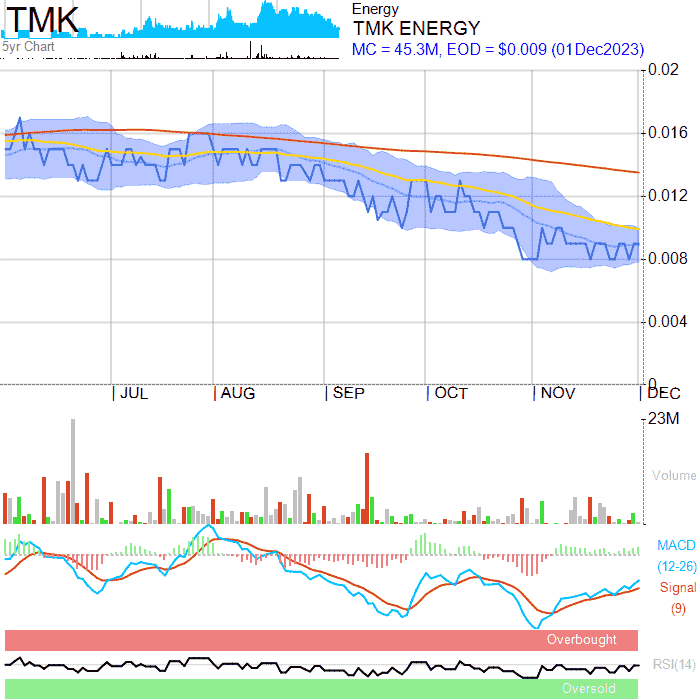 TMK
5yr Chart
Energy
TMK ENERGY
MC = 45.3M, EOD = $0.009 (01Dec2023)
0.02
0.016
0.012
0.008
0.004
0
JUL AUG SEP OCT NOV DEC
23M
Volume
MACD
(12-26)
Signal
(9)
Overbought
RSI(14)
Oversold